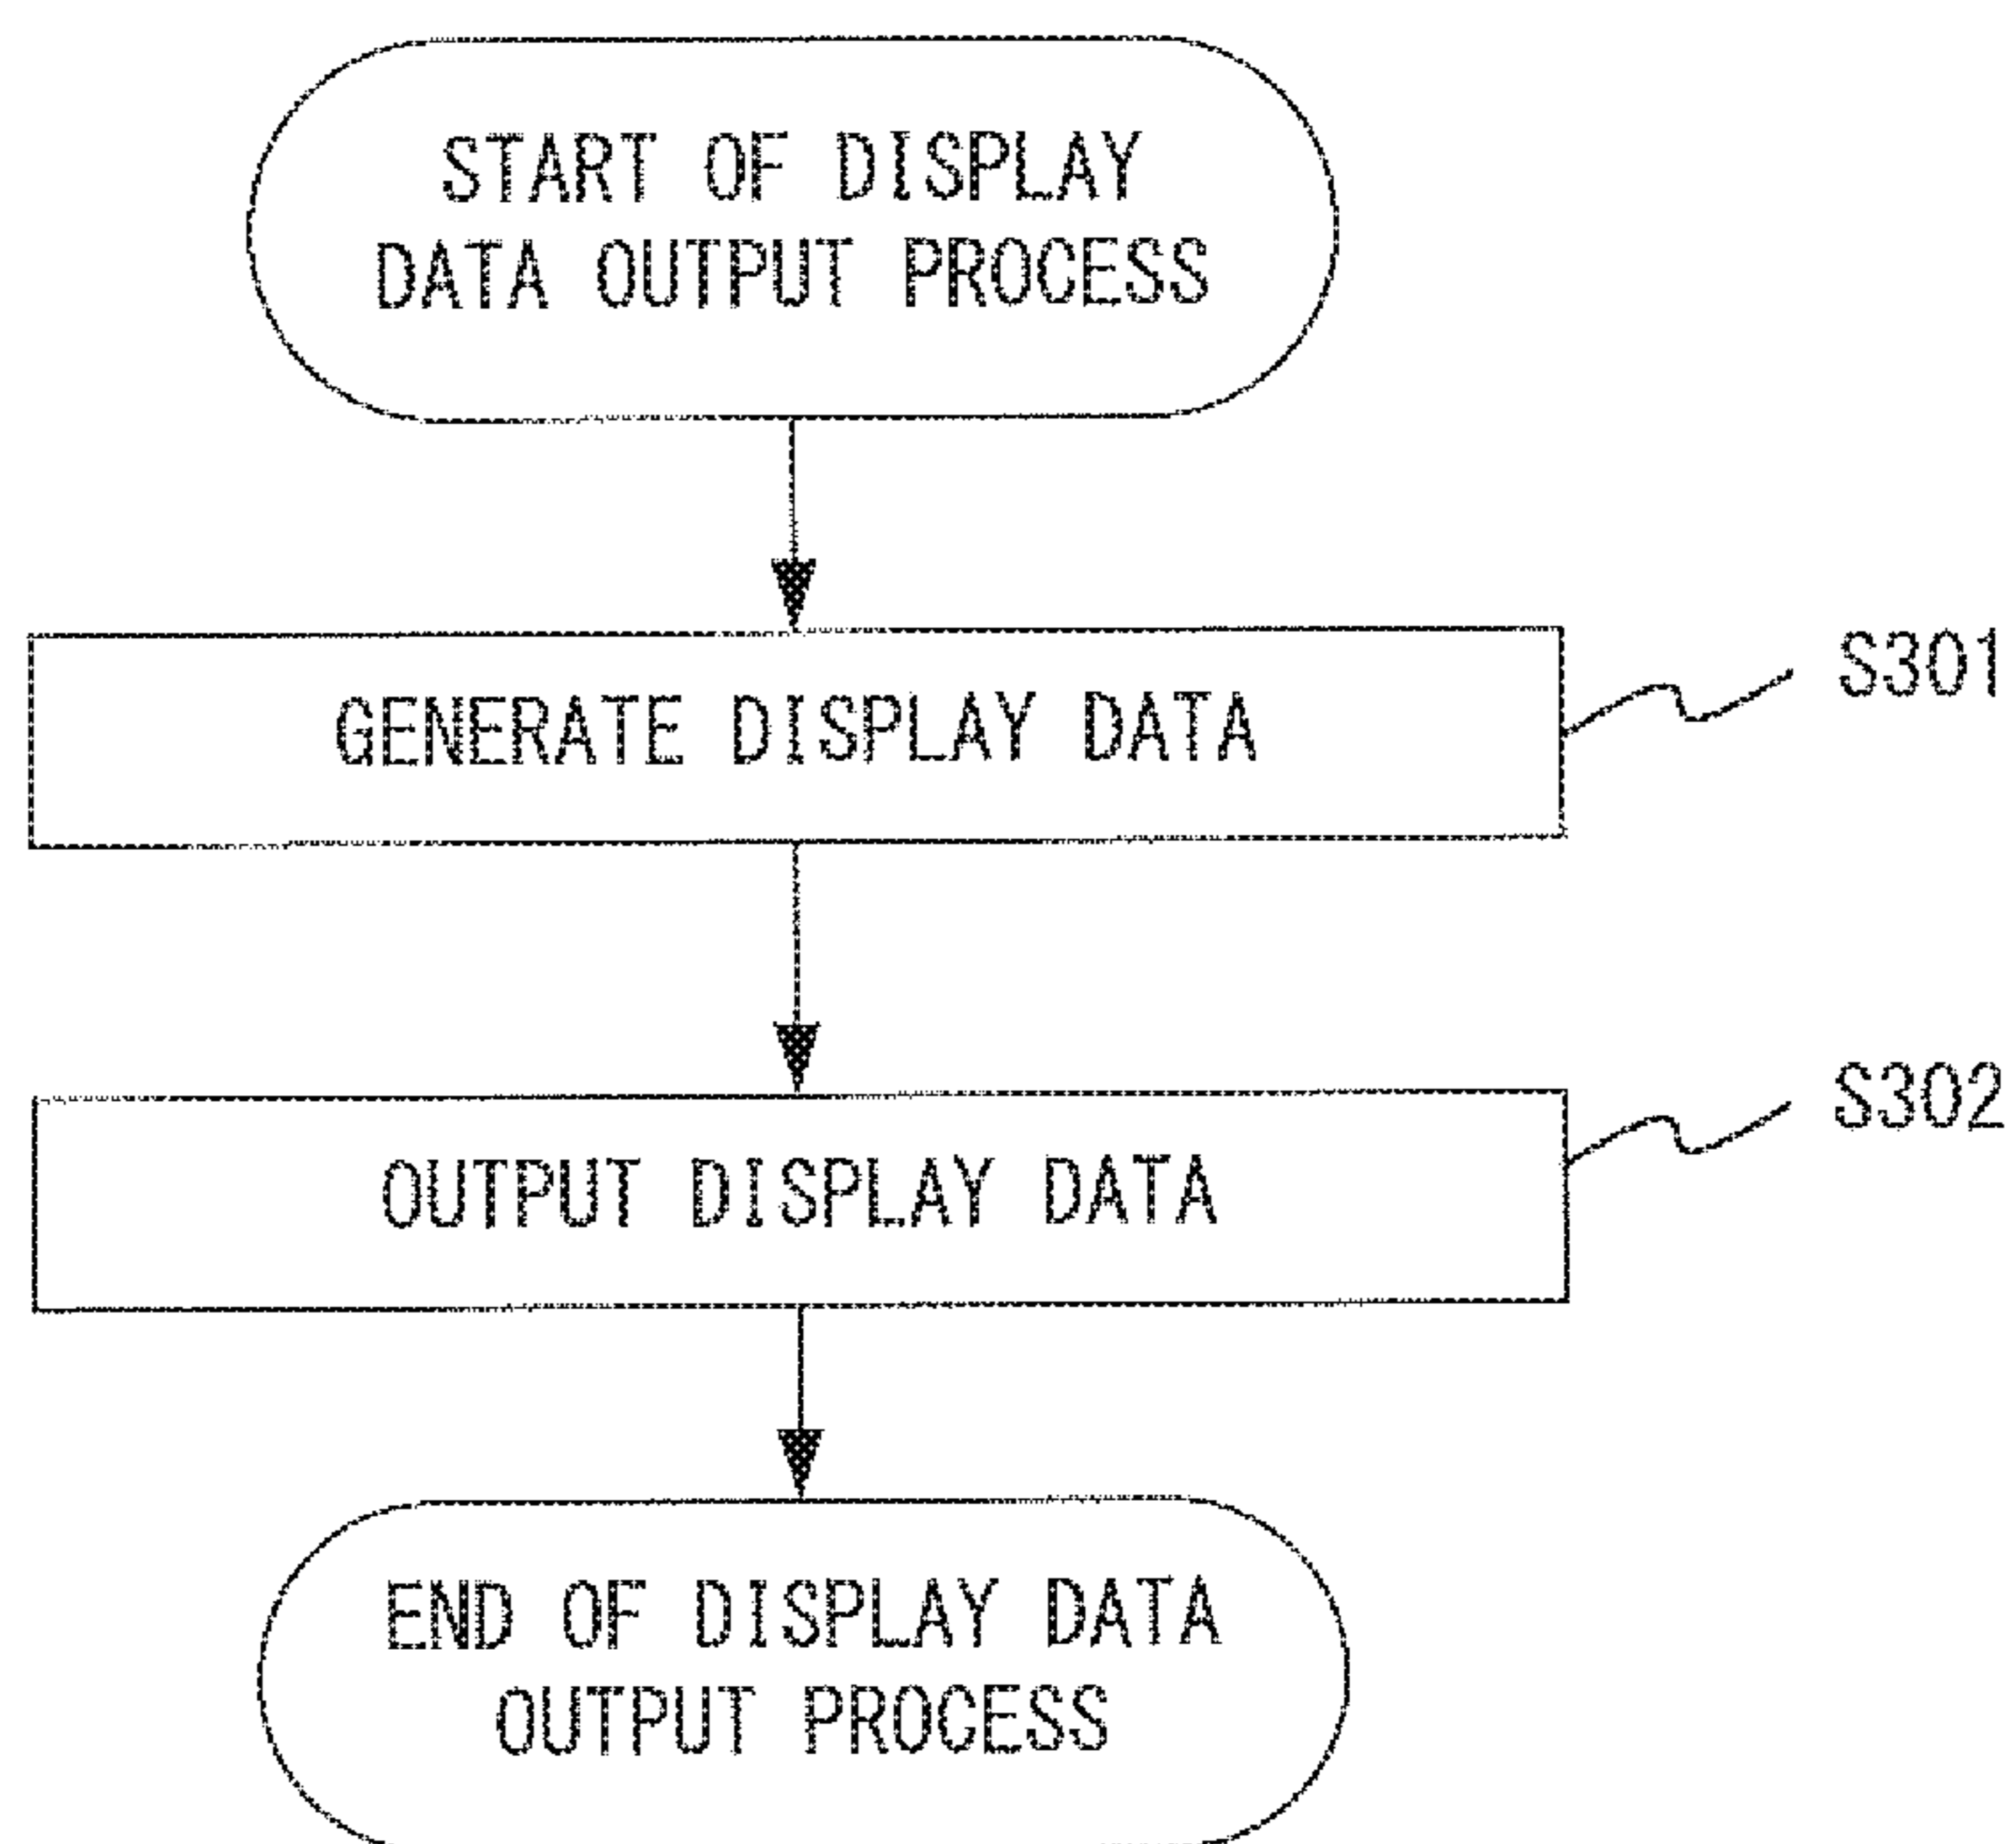 START OF DISPLAY
DATA OUTPUT PROCESS
GENERATE DISPLAY DATA
S301
OUTPUT DISPLAY DATA
S302
END OF DISPLAY DATA
OUTPUT PROCESS